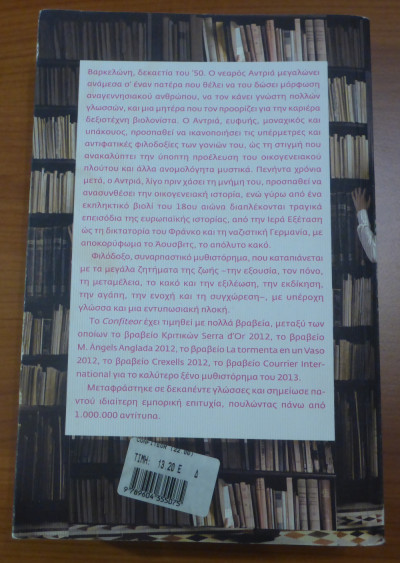 Βαρκελώνη, δεκαετία του '50. Ο νεαρός Αντριά μεγαλώνει
ανάμεσα σ' έναν πατέρα που θέλει να του δώσει μόρφωση
αναγεννησιακού ανθρώπου, να τον κάνει γνώστη πολλών
γλωσσών, και μια μητέρα που τον προορίζει για την καριέρα
δεξιοτέχνη βιολονίστα. Ο Αντριά, ευφυής, μοναχικός και
υπάκουος, προσπαθεί να ικανοποιήσει τις υπέρμετρες και
αντιφατικές φιλοδοξίες των γονιών του, ώς τη στιγμή που
ανακαλύπτει την ύποπτη προέλευση του οικογενειακού
πλούτου και άλλα ανομολόγητα μυστικά. Πενήντα χρόνια
μετά, ο Αντριά, λίγο πριν χάσει τη μνήμη του, προσπαθεί να
ανασυνθέσει την οικογενειακή ιστορία, ενώ γύρω από ένα
εκπληκτικό βιολί του 18ου αιώνα διαπλέκονται τραγικά
επεισόδια της ευρωπαϊκής ιστορίας, από την Ιερά Εξέταση
ώς τη δικτατορία του Φράνκο και τη ναζιστική Γερμανία, με
αποκορύφωμα το Άουσβιτς, το απόλυτο κακό.
Φιλόδοξο, συναρπαστικό μυθιστόρημα, που καταπιάνεται
με τα μεγάλα ζητήματα της ζωής –την εξουσία, τον πόνο,
τη μεταμέλεια, το κακό και την εξιλέωση, την εκδίκηση,
την αγάπη, την ενοχή και τη συγχώρεση–, με υπέροχη
γλώσσα και μια εντυπωσιακή πλοκή.
Το Confiteor έχει τιμηθεί με πολλά βραβεία, μεταξύ των
οποίων το βραβείο Κριτικών Serra d'Or 2012, το βραβείο
M. Àngels Anglada 2012, το βραβείο La tormenta en un Vaso
2012, το βραβείο Crexells 2012, το βραβείο Courrier Inter-
national για το καλύτερο ξένο μυθιστόρημα του 2013.
Μεταφράστηκε σε δεκαπέντε γλώσσες και σημείωσε πα-
ντού ιδιαίτερη εμπορική επιτυχία, πουλώντας πάνω από
1.000.000 αντίτυπα.
ΤΙΜΗ: 13.20 Ε Δ